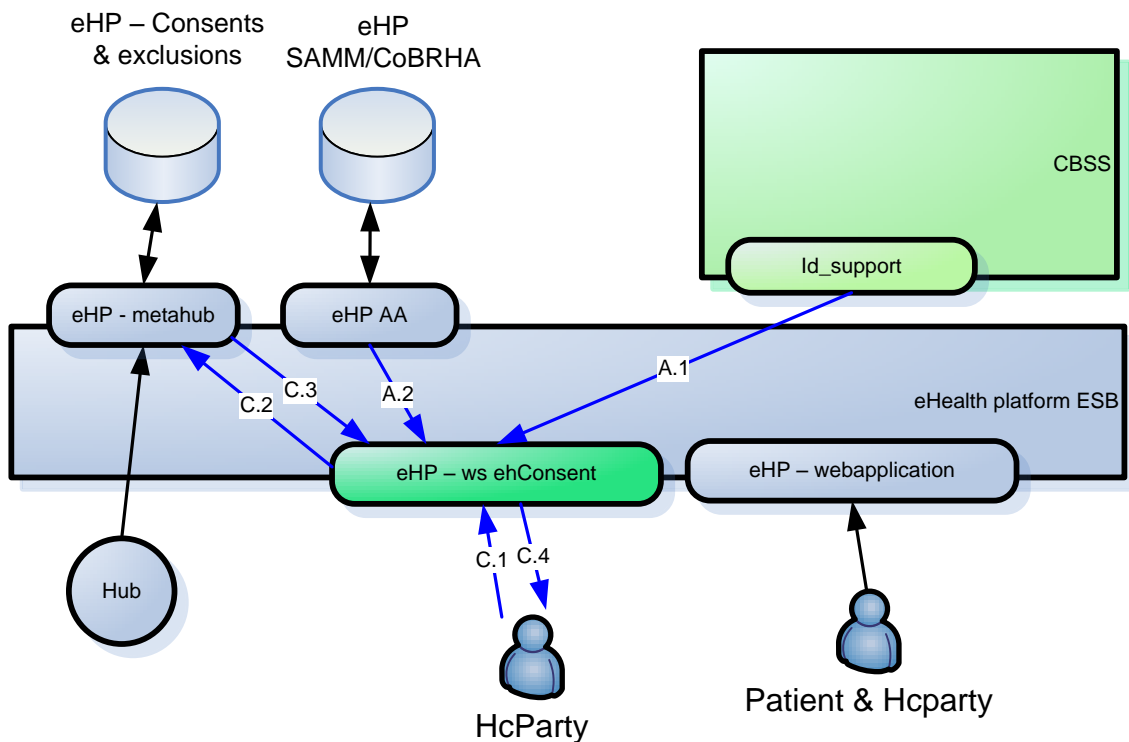 eHP – Consents
& exclusions
eHP
SAMM/CoBRHA
CBSS
Id_support
eHP - metahub
eHP AA
A.1
C.3
A.2
C.2
eHealth platform ESB
eHP – ws ehConsent
eHP – webapplication
C.1
C.4
Hub
HcParty
Patient & Hcparty